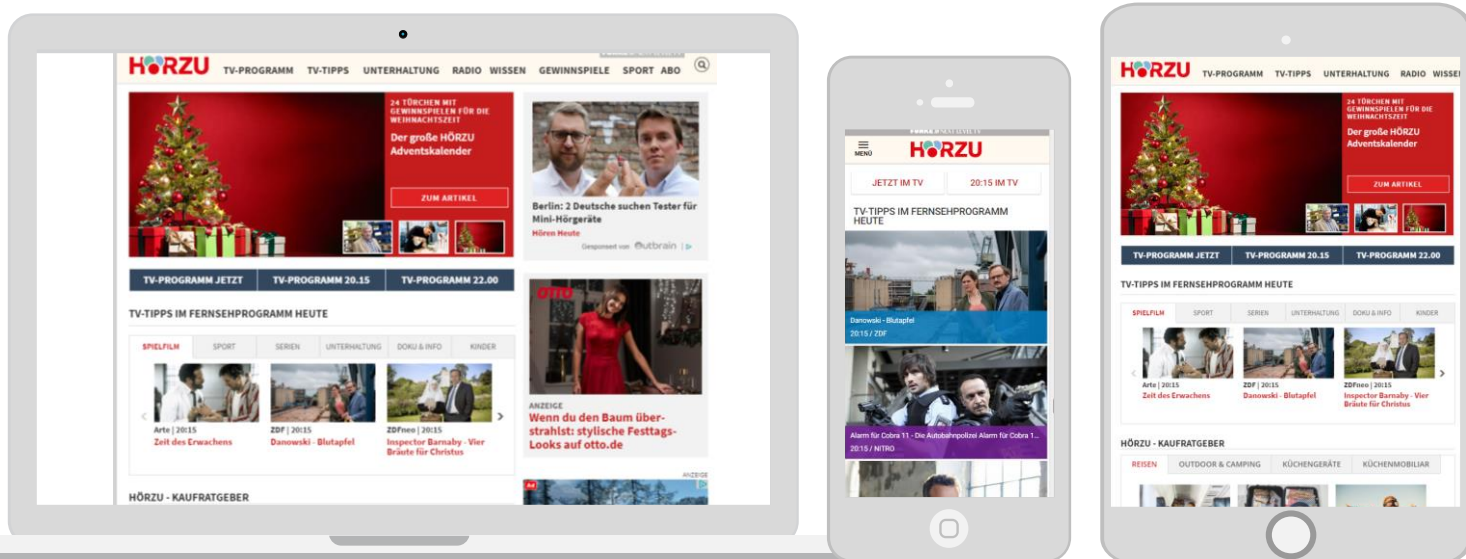 HÖRZU
TV-PROGRAMM TV-TIPPS UNTERHALTUNG RADIO WISSEN GEWINNSPIELE SPORT ABO
24 TÜRCHEN MIT
GEWINNSPIELEN FÜR DIE
WEIHNACHTSZEIT
Der große HÖRZU
Adventskalender
ZUM ARTIKEL
TV-PROGRAMM JETZT TV-PROGRAMM 20.15 TV-PROGRAMM 22.00
TV-TIPPS IM FERNSEHPROGRAMM HEUTE
SPIELFILM SPORT SERIEN UNTERHALTUNG DOKU & INFO KINDER
Arte | 20:15
Zeit des Erwachens
ZDF | 20:15
Danowski - Blutapfel
ZDFneo | 20:15
Inspector Barnaby - Vier
Bräute für Christus
HÖRZU - KAUFRATGEBER
Berlin: 2 Deutsche suchen Tester für
Mini-Hörgeräte
Hören Heute
Gesponsert von Outbrain
OTTO
ANZEIGE
Wenn du den Baum über-
strahlst: stylische Festtags-
Looks auf otto.de
ANZEIGE
Ad
MENÜ
HÖRZU
JETZT IM TV 20:15 IM TV
TV-TIPPS IM FERNSEHPROGRAMM
HEUTE
Danowski - Blutapfel
20:15 / ZDF
Alarm für Cobra 11 - Die Autobahnpolizei Alarm für Cobra 1...
20:15 / NITRO
HÖRZU
TV-PROGRAMM TV-TIPPS UNTERHALTUNG RADIO WISSE
24 TÜRCHEN MIT
GEWINNSPIELEN FÜR DIE
WEIHNACHTSZEIT
Der große HÖRZU
Adventskalender
ZUM ARTIKEL
TV-PROGRAMM JETZT TV-PROGRAMM 20.15 TV-PROGRAMM 22.00
TV-TIPPS IM FERNSEHPROGRAMM HEUTE
SPIELFILM SPORT SERIEN UNTERHALTUNG DOKU & INFO KINDER
Arte | 20:15
Zeit des Erwachens
ZDF | 20:15
Danowski - Blutapfel
ZDFneo | 20:15
Inspector Barnaby - Vier
Bräute für Christus
HÖRZU - KAUFRATGEBER
REISEN OUTDOOR & CAMPING KÜCHENGERÄTE KÜCHENMOBILIAR